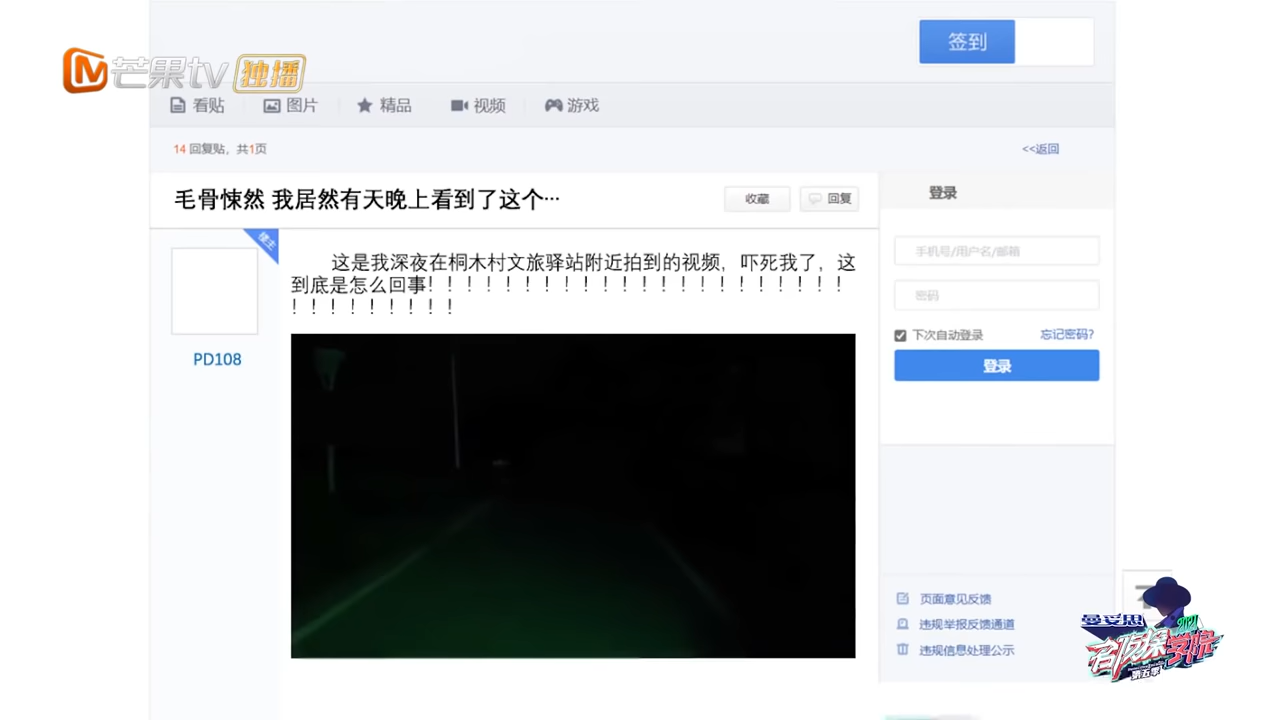 芒果tv 独播
签到
看贴 图片 精品 视频 游戏
14 回复贴，共1页 <<返回
毛骨悚然 我居然有天晚上看到了这个…
收藏 回复
登录
楼主
这是我深夜在桐木村文旅驿站附近拍到的视频，吓死我了，这
到底是怎么回事！！！！！！！！！！！！！！！！！！！！！
！！！！！！！！！
PD108
手机号/用户名/邮箱
密码
下次自动登录 忘记密码?
登录
页面意见反馈
违规举报反馈通道
违规信息处理公示
名侦探学院
第五季